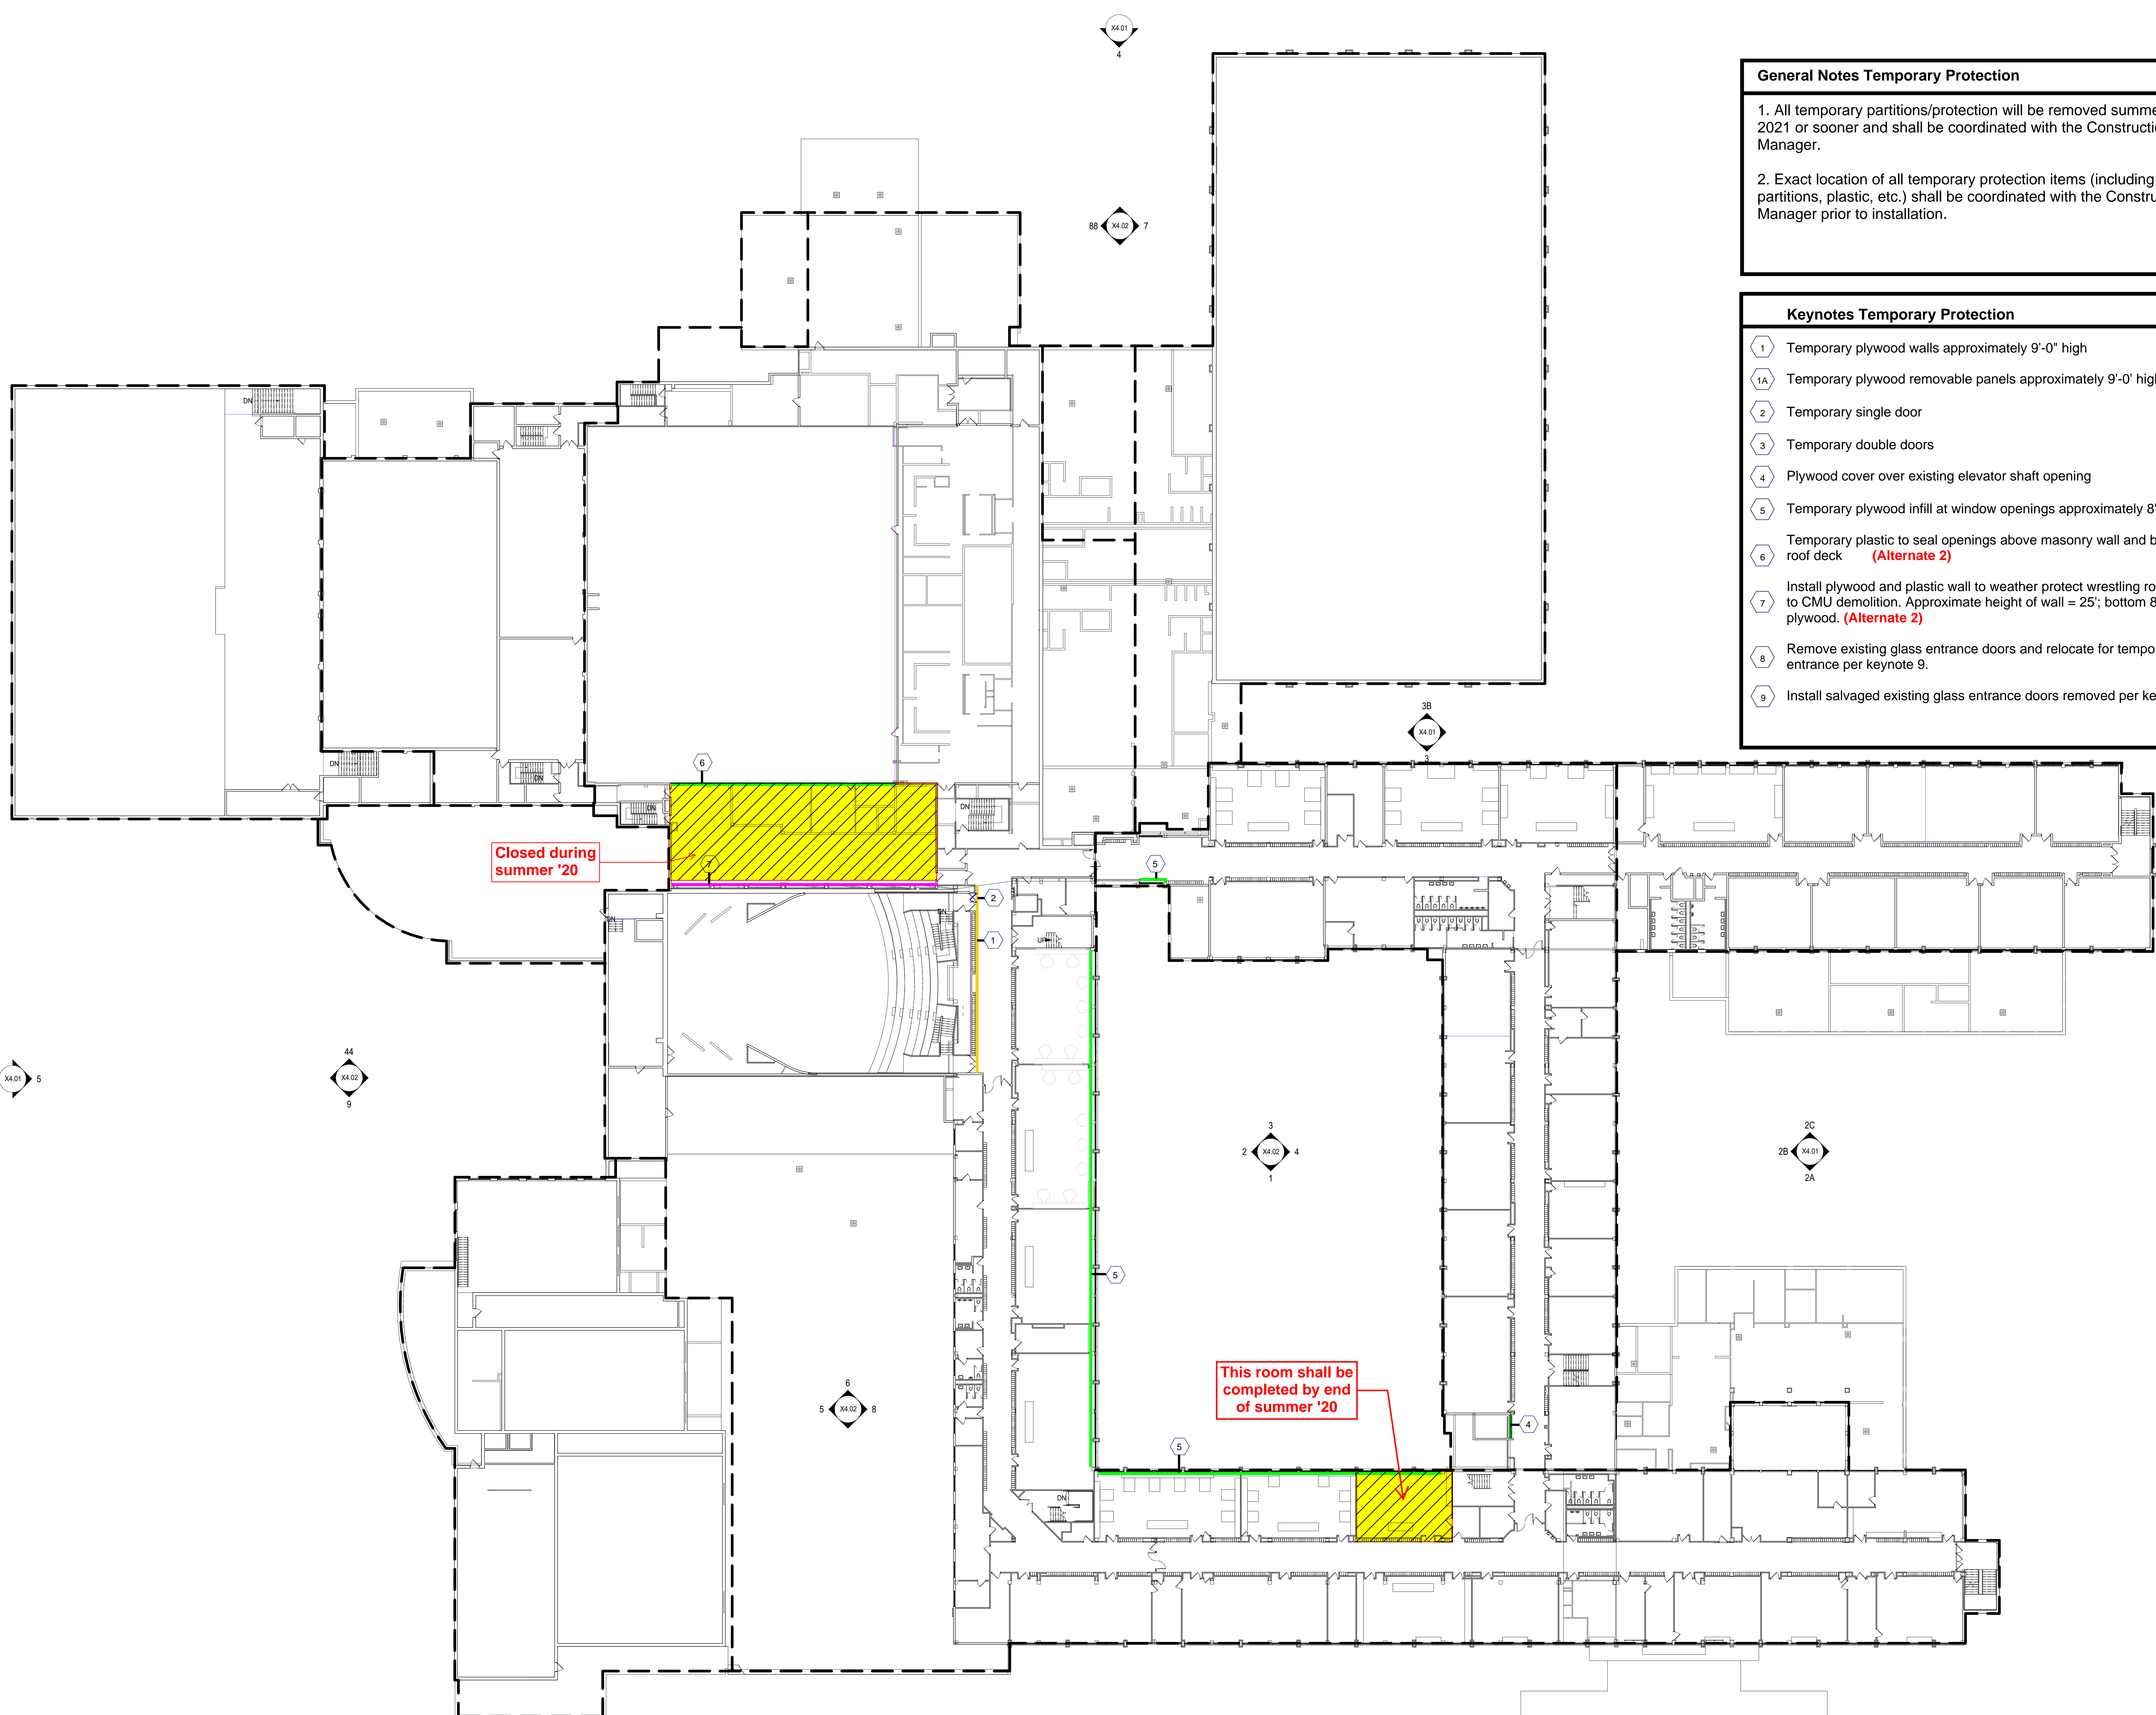 X4.01
4
General Notes Temporary Protection
1. All temporary partitions/protection will be removed summe
2021 or sooner and shall be coordinated with the Constructi
Manager.
2. Exact location of all temporary protection items (including
partitions, plastic, etc.) shall be coordinated with the Constru
Manager prior to installation.
88 X4.02 7
Keynotes Temporary Protection
1 Temporary plywood walls approximately 9'-0" high
1A Temporary plywood removable panels approximately 9'-0' high
2 Temporary single door
3 Temporary double doors
4 Plywood cover over existing elevator shaft opening
5 Temporary plywood infill at window openings approximately 8'
Temporary plastic to seal openings above masonry wall and b
6 roof deck (Alternate 2)
Install plywood and plastic wall to weather protect wrestling ro
7 to CMU demolition. Approximate height of wall = 25'; bottom 8
plywood. (Alternate 2)
8 Remove existing glass entrance doors and relocate for tempo
entrance per keynote 9.
9 Install salvaged existing glass entrance doors removed per ke
DN
3B
X4.01
3
DN
DN
6
DN
DN
7
Closed during
summer '20
5
2
DN
DN
1
UP
44
X4.02
9
X4.01 5
3
2 X4.02 4
1
2C
2B X4.01
2A
5
This room shall be
completed by end
of summer '20
6
5 X4.02 8
4
5
DN